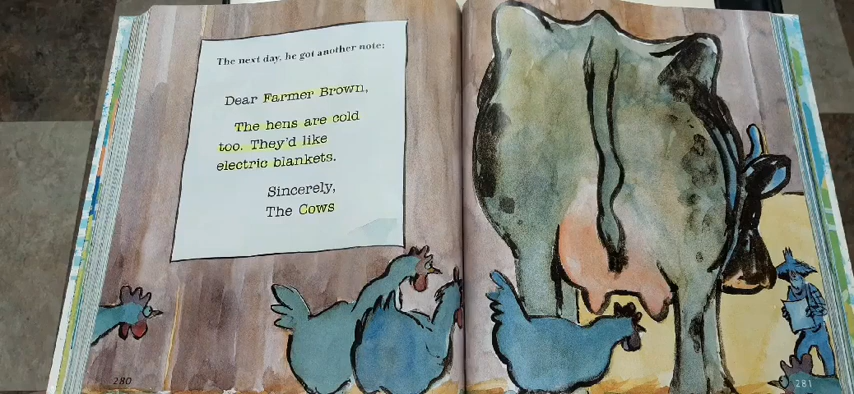 The next day, he got another note:
Dear Farmer Brown,
The hens are cold
too. They'd like
electric blankets.
Sincerely,
The Cows
280
281